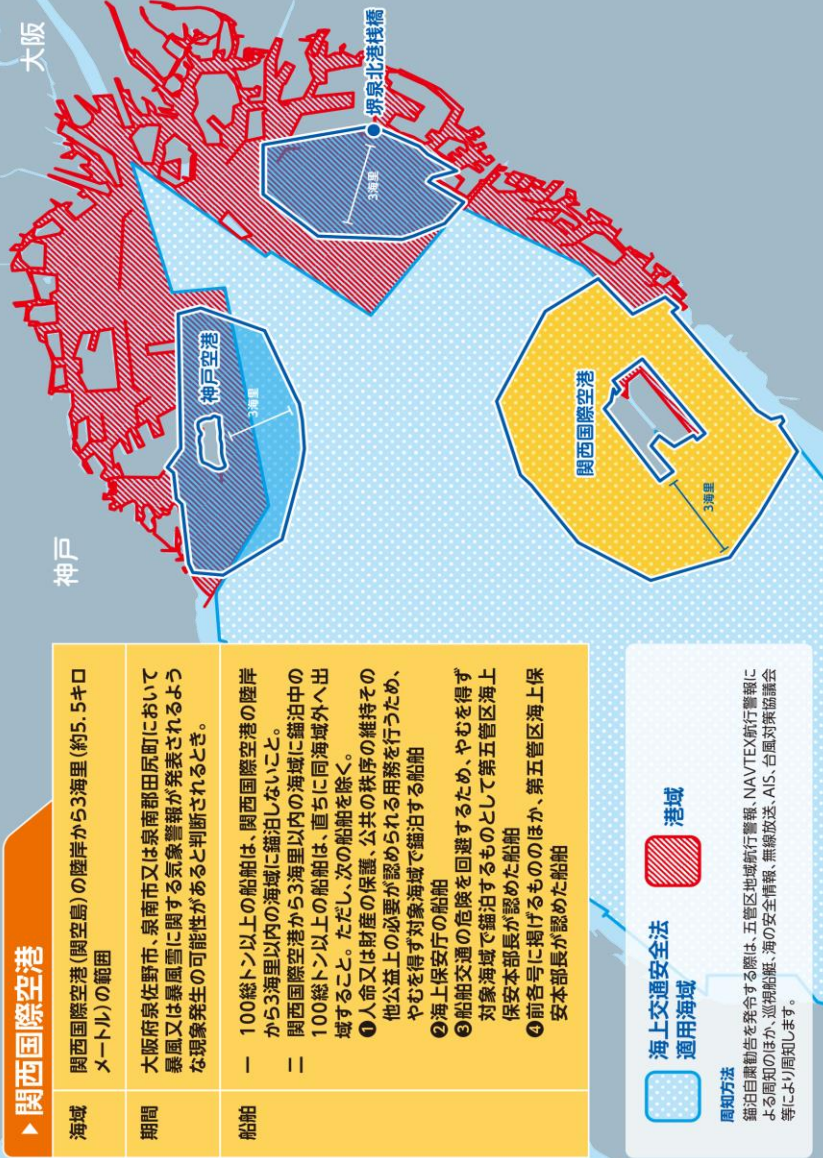 ▶関西国際空港
海域
関西国際空港（関空島）の陸岸から3海里（約5.5キロ
メートル）の範囲
期間
大阪府泉佐野市、泉南市又は泉南郡田尻町において
暴風又は暴風雪に関する気象警報が発表されるよう
な現象発生の可能性があると判断されるとき。
船舶
一 100総トン以上の船舶は、関西国際空港の陸岸
から3海里以内の海域に錨泊しないこと。
二 関西国際空港から3海里以内の海域に錨泊中の
100総トン以上の船舶は、直ちに同海域外へ出
域すること。ただし、次の船舶を除く。
❶人命又は財産の保護、公共の秩序の維持その
他公益上の必要が認められる用務を行うため、
やむを得ず対象海域で錨泊する船舶
❷海上保安庁の船舶
❸船舶交通の危険を回避するため、やむを得ず
対象海域で錨泊するものとして第五管区海上
保安本部長が認めた船舶
❹前各号に掲げるもののほか、第五管区海上保
安本部長が認めた船舶
海上交通安全法
適用海域
港域
周知方法
錨泊自粛勧告を発令する際は、五管区地域航行警報、NAVTEX航行警報に
よる周知のほか、巡視船艇、海の安全情報、無線放送、AIS、台風対策協議会
等により周知します。
神戸
大阪
神戸空港
3海里
堺泉北港桟橋
3海里
関西国際空港
3海里